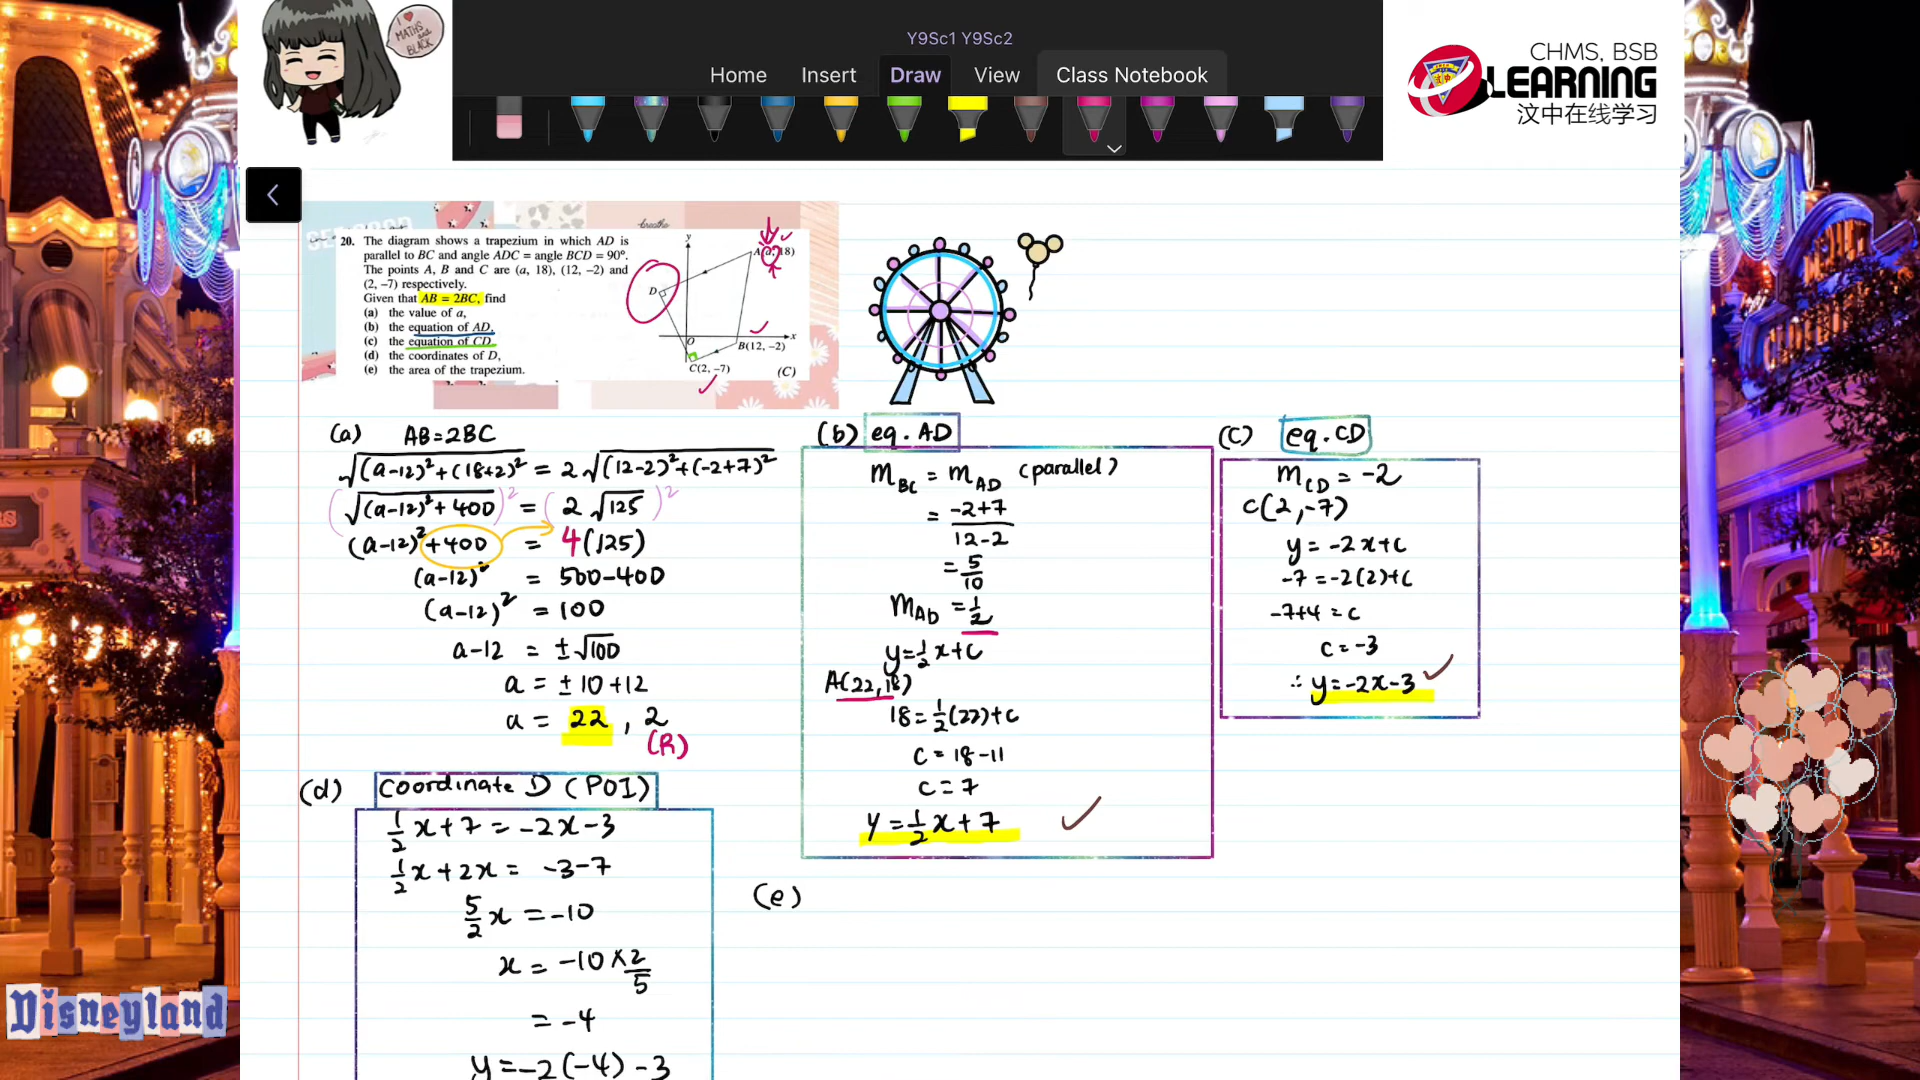 I ♥ MATHS and BLACK
Y9Sc1 Y9Sc2
Home Insert Draw View Class Notebook
CHMS, BSB
LEARNING
汶中在线学习
breathe
20. The diagram shows a trapezium in which AD is
parallel to BC and angle ADC = angle BCD = 90°.
The points A, B and C are (a, 18), (12, −2) and
(2, −7) respectively.
Given that AB = 2BC, find
(a) the value of a,
(b) the equation of AD,
(c) the equation of CD,
(d) the coordinates of D,
(e) the area of the trapezium.
y
A(a, 18)
D
O
x
B(12, −2)
C(2, −7)
(C)
(a) AB=2BC
√(a-12)²+(18+2)² = 2√(12-2)²+(-2+7)²
(√(a-12)²+400)² = (2√125)²
(a-12)²+400 = 4(125)
(a-12)² = 500-400
(a-12)² = 100
a-12 = ±√100
a = ±10+12
a = 22, 2
(R)
(b) eq. AD
m_BC = m_AD (parallel)
= -2+7/12-2
= 5/10
m_AD = 1/2
y=1/2x+c
A(22,18)
18=1/2(22)+c
c = 18-11
c = 7
y = 1/2x+7
(c) eq. CD
m_CD = -2
C(2,-7)
y = -2x+c
-7 = -2(2)+c
-7+4 = c
c = -3
∴ y=-2x-3
(d) Coordinate D (POI)
1/2x+7 = -2x-3
1/2x+2x = -3-7
5/2x = -10
x = -10×2/5
= -4
y=-2(-4)-3
(e)
Disneyland